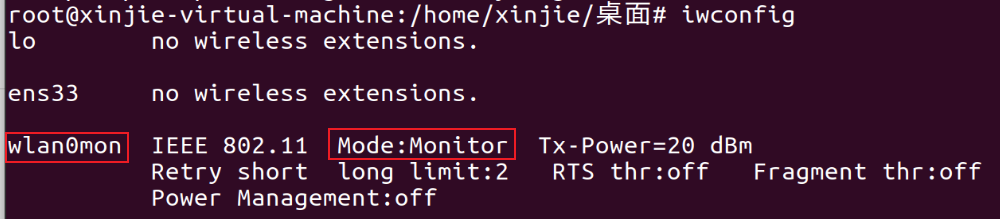 root@xinjie-virtual-machine:/home/xinjie/桌面# iwconfig
lo        no wireless extensions.
ens33     no wireless extensions.
wlan0mon  IEEE 802.11  Mode:Monitor  Tx-Power=20 dBm
          Retry short  long limit:2   RTS thr:off   Fragment thr:off
          Power Management:off